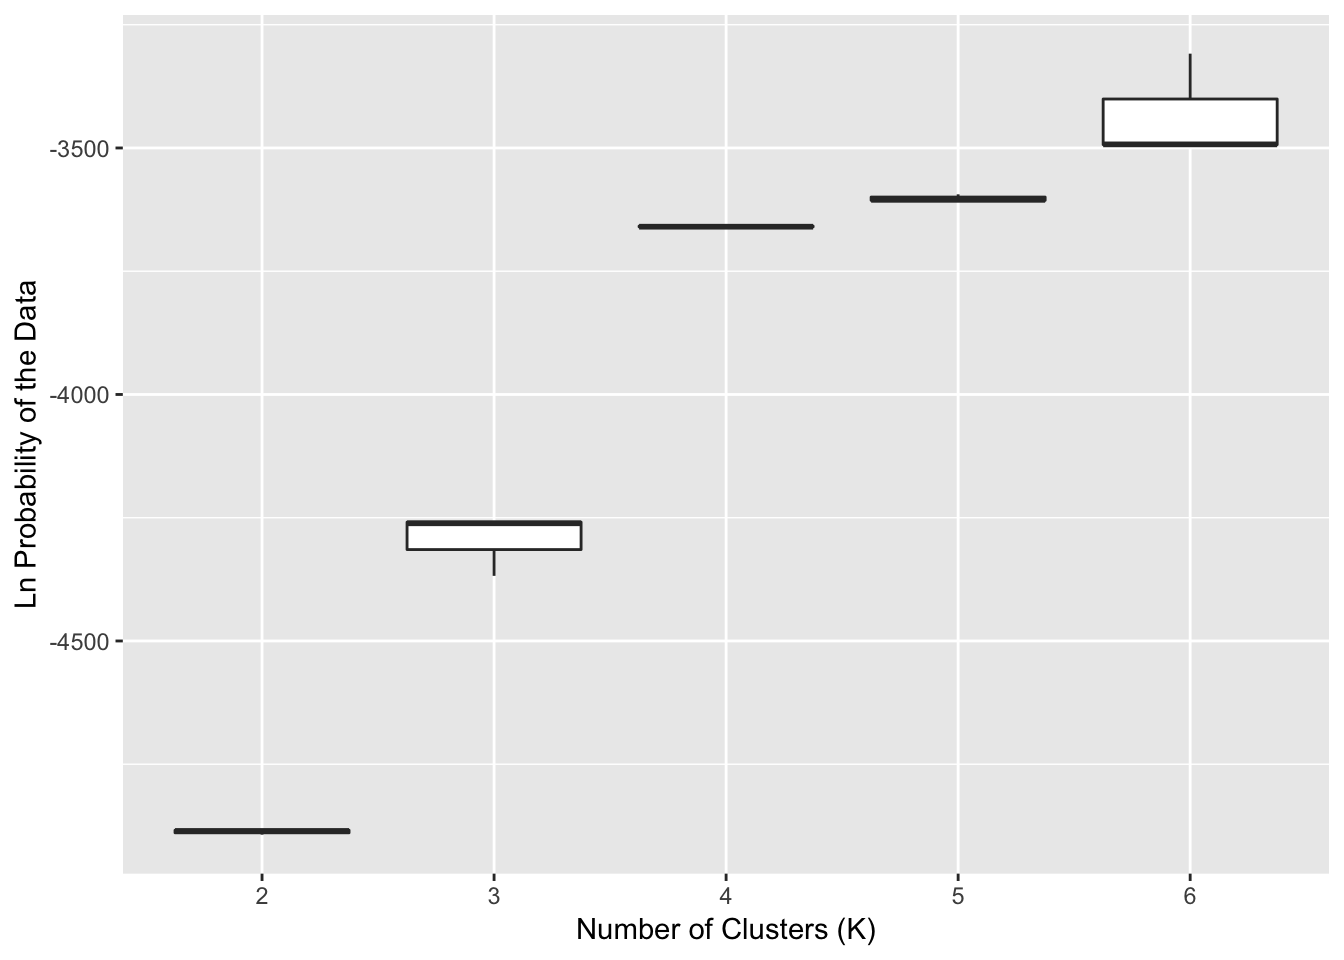 -3500
-4000
-4500
Ln Probability of the Data
2 3 4 5 6
Number of Clusters (K)